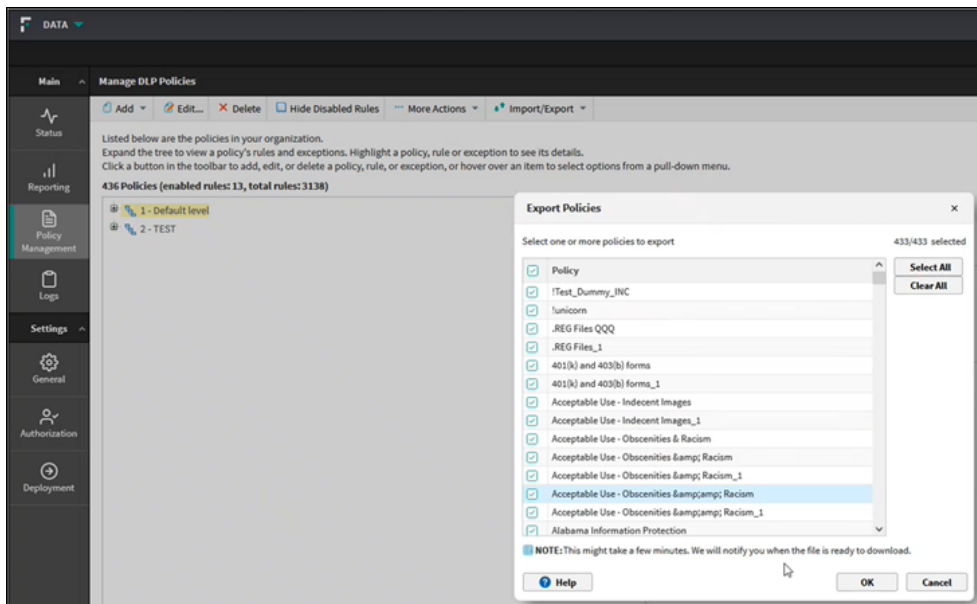 DATA
Main
Manage DLP Policies
Status
Reporting
Policy
Management
Logs
Settings
General
Authorization
Deployment
Add
Edit...
Delete
Hide Disabled Rules
More Actions
Import/Export
Listed below are the policies in your organization.
Expand the tree to view a policy's rules and exceptions. Highlight a policy, rule or exception to see its details.
Click a button in the toolbar to add, edit, or delete a policy, rule, or exception, or hover over an item to select options from a pull-down menu.
436 Policies (enabled rules: 13, total rules: 3138)
1 - Default level
2 - TEST
Export Policies
Select one or more policies to export
433/433 selected
Policy
Select All
Clear All
!Test_Dummy_INC
!unicorn
.REG Files QQQ
.REG Files_1
401(k) and 403(b) forms
401(k) and 403(b) forms_1
Acceptable Use - Indecent Images
Acceptable Use - Indecent Images_1
Acceptable Use - Obscenities & Racism
Acceptable Use - Obscenities &amp; Racism
Acceptable Use - Obscenities &amp; Racism_1
Acceptable Use - Obscenities &amp;amp; Racism
Acceptable Use - Obscenities &amp;amp; Racism_1
Alabama Information Protection
NOTE: This might take a few minutes. We will notify you when the file is ready to download.
Help
OK
Cancel